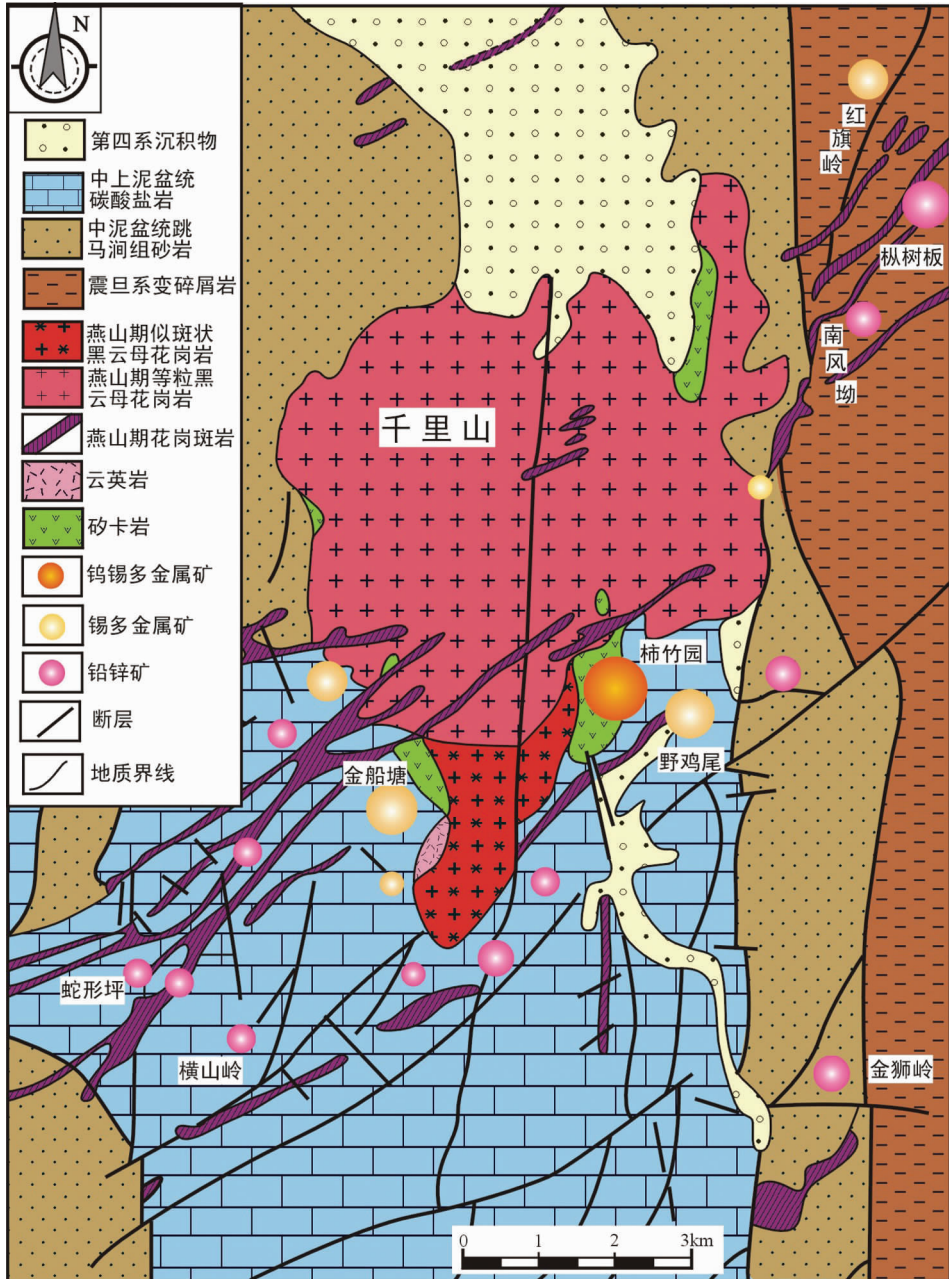 N
第四系沉积物
中上泥盆统
碳酸盐岩
中泥盆统跳
马涧组砂岩
震旦系变碎屑岩
燕山期似斑状
黑云母花岗岩
燕山期等粒黑
云母花岗岩
燕山期花岗斑岩
云英岩
矽卡岩
钨锡多金属矿
锡多金属矿
铅锌矿
断层
地质界线
红旗岭
枞树板
南风坳
千里山
柿竹园
野鸡尾
金船塘
蛇形坪
横山岭
金狮岭
0 1 2 3km